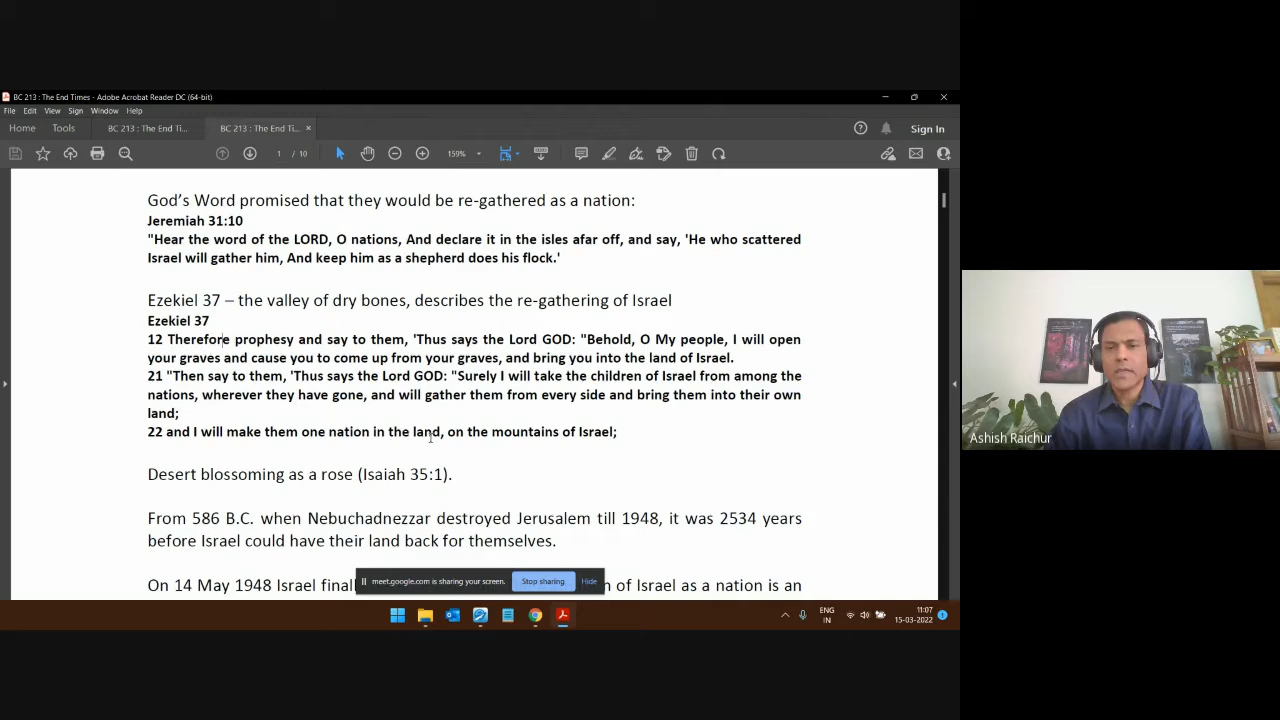 BC 213 : The End Times - Adobe Acrobat Reader DC (64-bit)
File Edit View Sign Window Help
Home Tools BC 213 : The End Ti... BC 213 : The End Ti... × Sign In
1 / 10 159%
God's Word promised that they would be re-gathered as a nation:
Jeremiah 31:10
"Hear the word of the LORD, O nations, And declare it in the isles afar off, and say, 'He who scattered
Israel will gather him, And keep him as a shepherd does his flock.'
Ezekiel 37 – the valley of dry bones, describes the re-gathering of Israel
Ezekiel 37
12 Therefore prophesy and say to them, 'Thus says the Lord GOD: "Behold, O My people, I will open
your graves and cause you to come up from your graves, and bring you into the land of Israel.
21 "Then say to them, 'Thus says the Lord GOD: "Surely I will take the children of Israel from among the
nations, wherever they have gone, and will gather them from every side and bring them into their own
land;
22 and I will make them one nation in the land, on the mountains of Israel;
Desert blossoming as a rose (Isaiah 35:1).
From 586 B.C. when Nebuchadnezzar destroyed Jerusalem till 1948, it was 2534 years
before Israel could have their land back for themselves.
On 14 May 1948 Israel final of Israel as a nation is an
meet.google.com is sharing your screen. Stop sharing Hide
ENG
IN
11:07
15-03-2022
1
Ashish Raichur